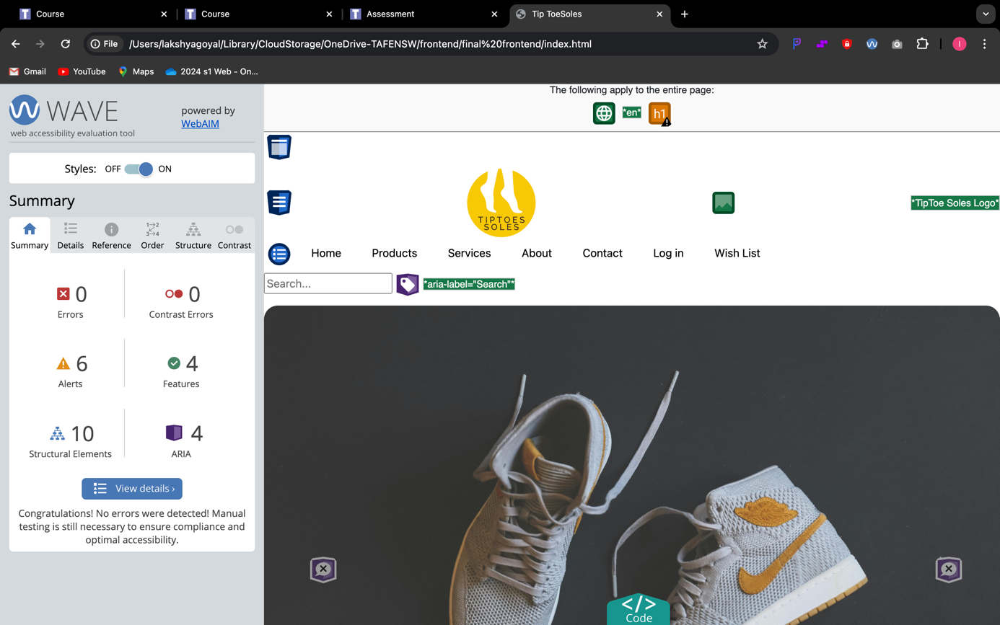 Course
Course
Assessment
Tip ToeSoles
File
/Users/lakshyagoyal/Library/CloudStorage/OneDrive-TAFENSW/frontend/final%20frontend/index.html
I
Gmail
YouTube
Maps
2024 s1 Web - On...
WAVE
web accessibility evaluation tool
powered by
WebAIM
Styles: OFF ON
Summary
Summary Details Reference Order Structure Contrast
0
Errors
0
Contrast Errors
6
Alerts
4
Features
10
Structural Elements
4
ARIA
View details ›
Congratulations! No errors were detected! Manual
testing is still necessary to ensure compliance and
optimal accessibility.
The following apply to the entire page:
*en*
h1
TIPTOES
SOLES
*TipToe Soles Logo*
Home Products Services About Contact Log in Wish List
Search...
*aria-label="Search"*
</>
Code